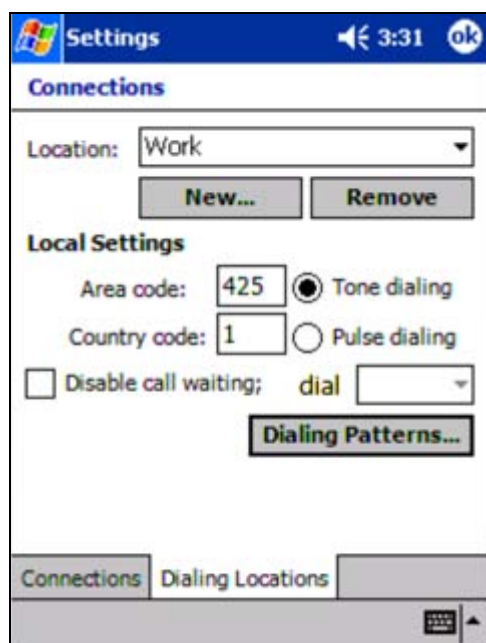 Settings 3:31 ok
Connections
Location: Work
New... Remove
Local Settings
Area code: 425 Tone dialing
Country code: 1 Pulse dialing
Disable call waiting; dial
Dialing Patterns...
Connections Dialing Locations